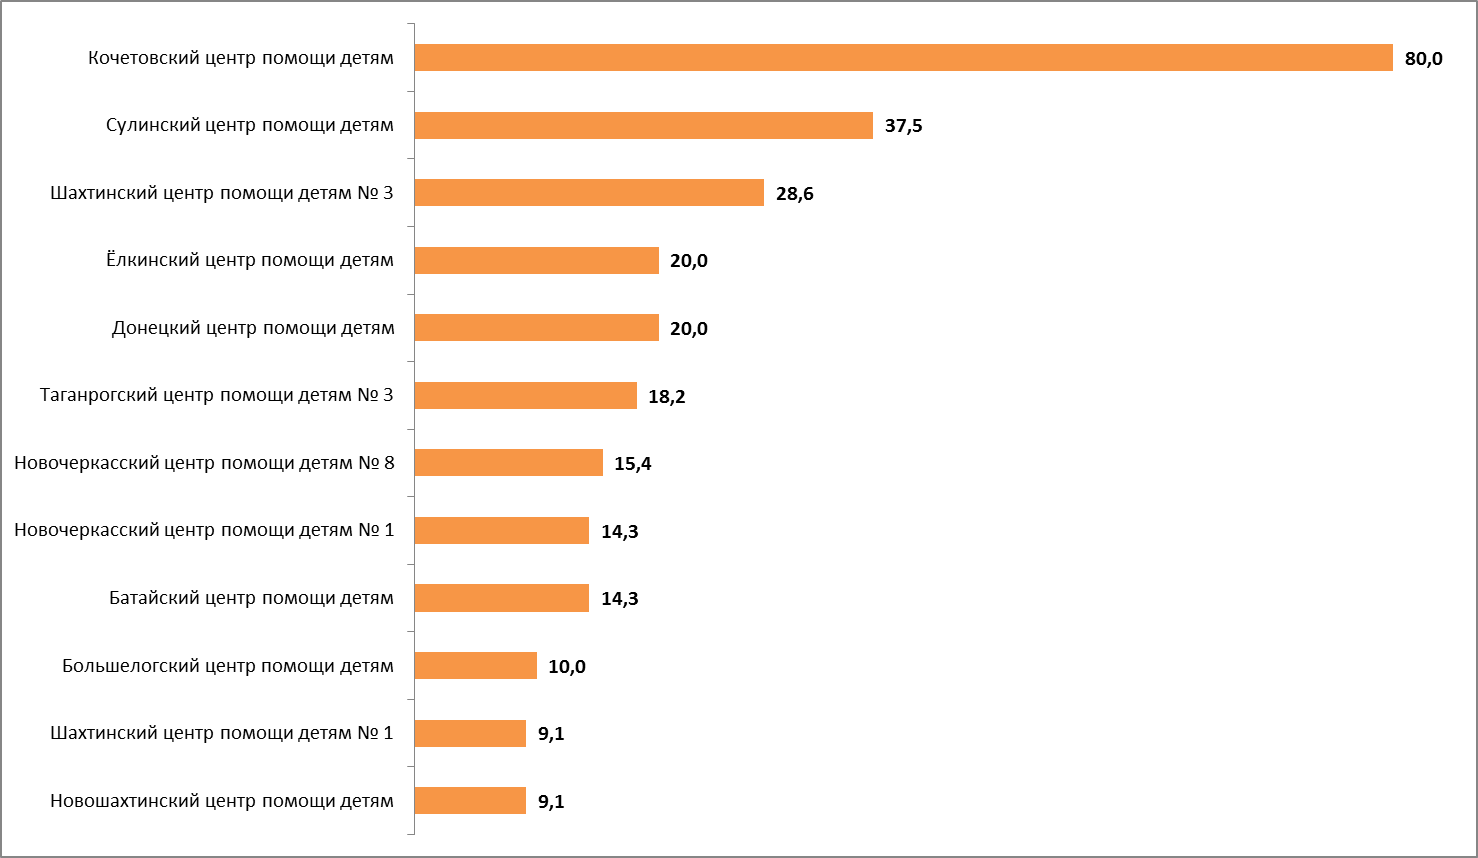 Кочетовский центр помощи детям 80,0
Сулинский центр помощи детям 37,5
Шахтинский центр помощи детям № 3 28,6
Ёлкинский центр помощи детям 20,0
Донецкий центр помощи детям 20,0
Таганрогский центр помощи детям № 3 18,2
Новочеркасский центр помощи детям № 8 15,4
Новочеркасский центр помощи детям № 1 14,3
Батайский центр помощи детям 14,3
Большелогский центр помощи детям 10,0
Шахтинский центр помощи детям № 1 9,1
Новошахтинский центр помощи детям 9,1